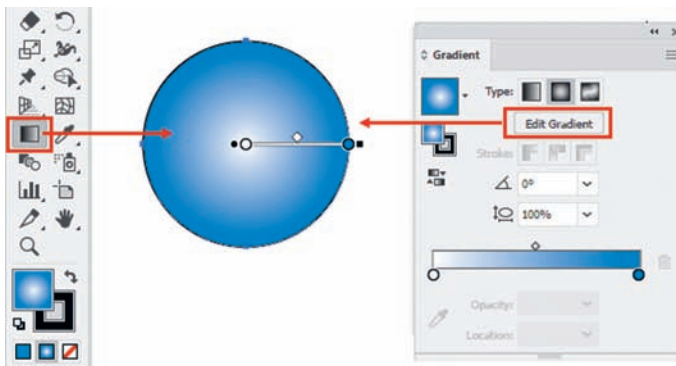 Gradient
Type:
Edit Gradient
Stroke:
0°
100%
Opacity:
Location: